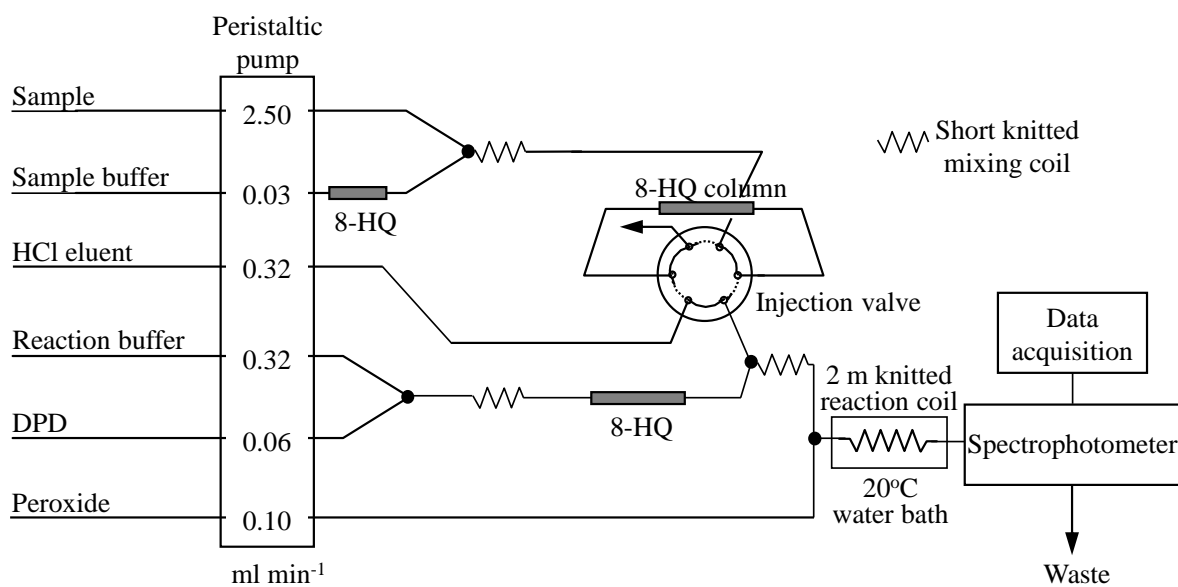 Peristaltic
pump
Sample
2.50
Sample buffer
0.03
8-HQ
HCl eluent
0.32
Reaction buffer
0.32
DPD
0.06
Peroxide
0.10
ml min-1
Short knitted
mixing coil
8-HQ column
Injection valve
8-HQ
2 m knitted
reaction coil
20°C
water bath
Data
acquisition
Spectrophotometer
Waste